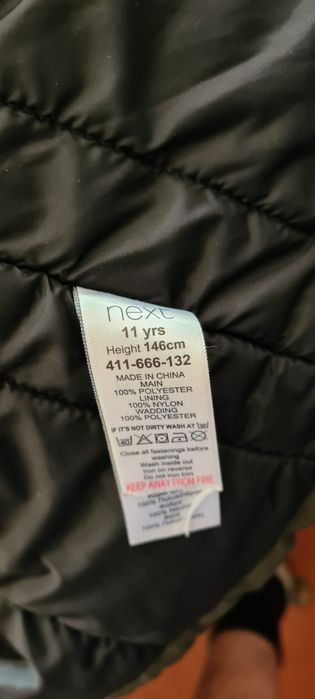 next
11 yrs
Height 146cm
411-666-132
MADE IN CHINA
MAIN
100% POLYESTER
LINING
100% NYLON
WADDING
100% POLYESTER
IF IT'S NOT DIRTY WASH AT 30
40
Close all fastenings before
washing
Wash inside out
Iron on reverse
Do not iron trim
KEEP AWAY FROM FIRE